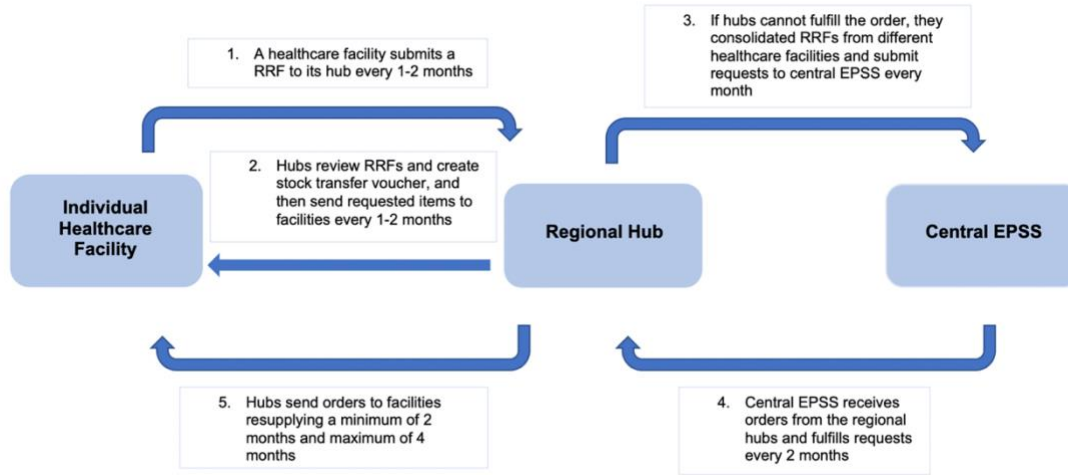 1. A healthcare facility submits a
RRF to its hub every 1-2 months
3. If hubs cannot fulfill the order, they
consolidated RRFs from different
healthcare facilities and submit
requests to central EPSS every
month
2. Hubs review RRFs and create
stock transfer voucher, and
then send requested items to
facilities every 1-2 months
Individual
Healthcare
Facility
Regional Hub
Central EPSS
5. Hubs send orders to facilities
resupplying a minimum of 2
months and maximum of 4
months
4. Central EPSS receives
orders from the regional
hubs and fulfills requests
every 2 months